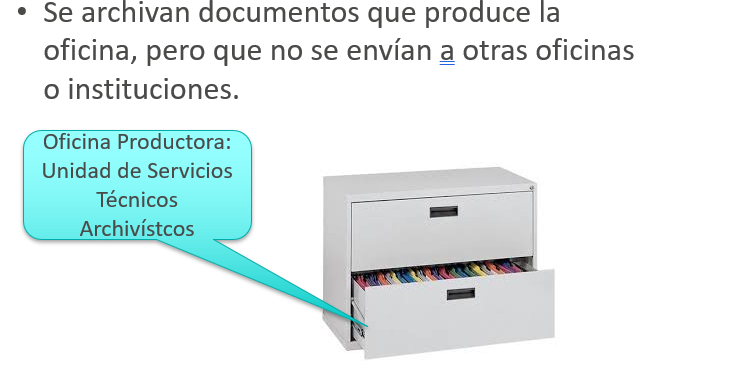 • Se archivan documentos que produce la
oficina, pero que no se envían a otras oficinas
o instituciones.
Oficina Productora:
Unidad de Servicios
Técnicos
Archivístcos